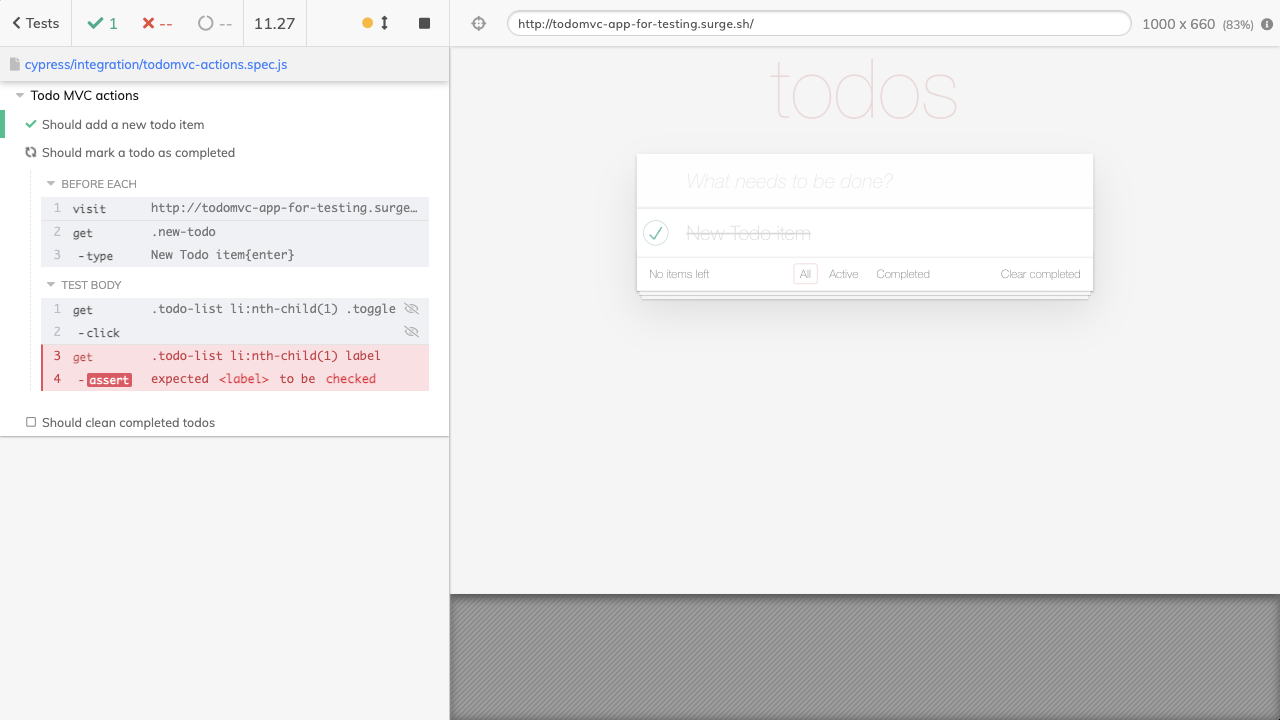 Tests 1 -- -- 11.27
cypress/integration/todomvc-actions.spec.js
Todo MVC actions
Should add a new todo item
Should mark a todo as completed
BEFORE EACH
1 visit http://todomvc-app-for-testing.surge…
2 get .new-todo
3 -type New Todo item{enter}
TEST BODY
1 get .todo-list li:nth-child(1) .toggle
2 -click
3 get .todo-list li:nth-child(1) label
4 -assert expected <label> to be checked
Should clean completed todos
http://todomvc-app-for-testing.surge.sh/ 1000 x 660 (83%)
todos
What needs to be done?
New Todo item
No items left All Active Completed Clear completed